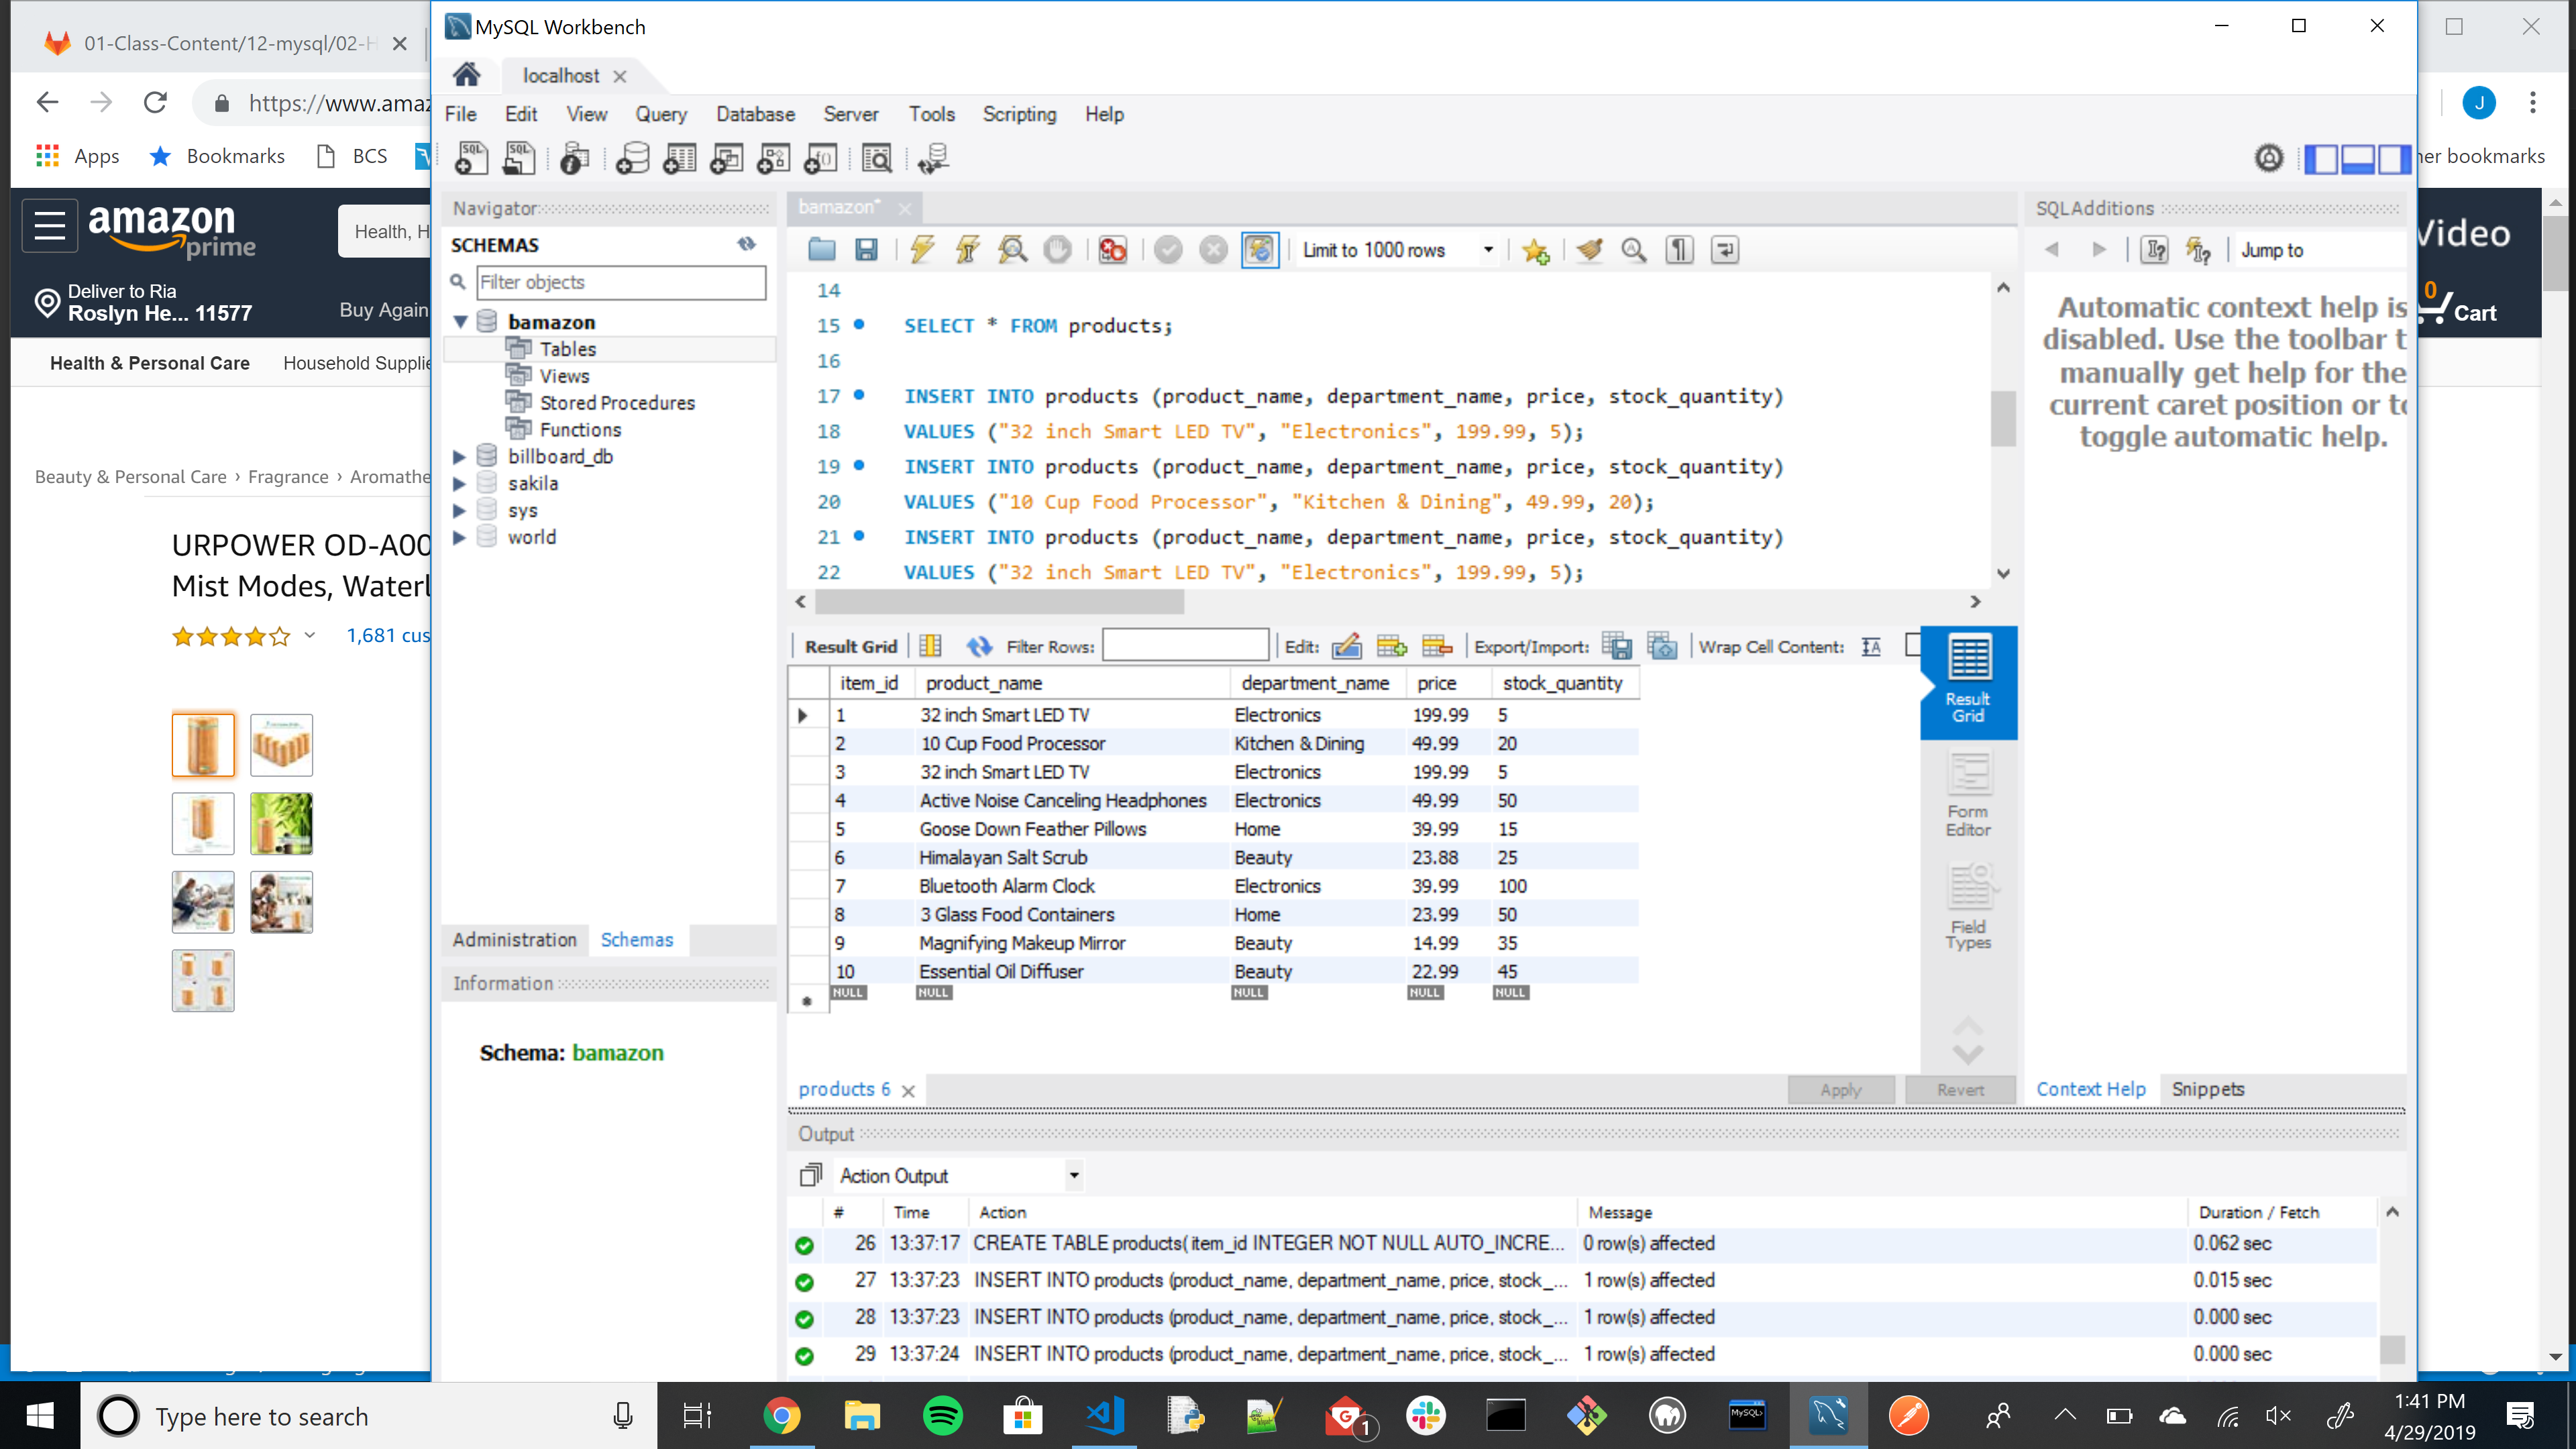 01-Class-Content/12-mysql/02-H
https://www.amaz
Apps
Bookmarks
BCS
her bookmarks
J
amazon
prime
Health, H
Deliver to Ria
Roslyn He... 11577
Buy Again
Video
0
Cart
Health & Personal Care
Household Supplie
Beauty & Personal Care › Fragrance › Aromathe
URPOWER OD-A00
Mist Modes, Waterl
1,681 cus
MySQL Workbench
localhost
File Edit View Query Database Server Tools Scripting Help
Navigator
SCHEMAS
Filter objects
bamazon
Tables
Views
Stored Procedures
Functions
billboard_db
sakila
sys
world
Administration Schemas
Information
Schema: bamazon
bamazon*
Limit to 1000 rows
14
15 SELECT * FROM products;
16
17 INSERT INTO products (product_name, department_name, price, stock_quantity)
18 VALUES ("32 inch Smart LED TV", "Electronics", 199.99, 5);
19 INSERT INTO products (product_name, department_name, price, stock_quantity)
20 VALUES ("10 Cup Food Processor", "Kitchen & Dining", 49.99, 20);
21 INSERT INTO products (product_name, department_name, price, stock_quantity)
22 VALUES ("32 inch Smart LED TV", "Electronics", 199.99, 5);
Result Grid Filter Rows: Edit: Export/Import: Wrap Cell Content:
item_id product_name department_name price stock_quantity
1 32 inch Smart LED TV Electronics 199.99 5
2 10 Cup Food Processor Kitchen & Dining 49.99 20
3 32 inch Smart LED TV Electronics 199.99 5
4 Active Noise Canceling Headphones Electronics 49.99 50
5 Goose Down Feather Pillows Home 39.99 15
6 Himalayan Salt Scrub Beauty 23.88 25
7 Bluetooth Alarm Clock Electronics 39.99 100
8 3 Glass Food Containers Home 23.99 50
9 Magnifying Makeup Mirror Beauty 14.99 35
10 Essential Oil Diffuser Beauty 22.99 45
NULL NULL NULL NULL NULL
Result
Grid
Form
Editor
Field
Types
products 6
Apply Revert
SQLAdditions
Jump to
Automatic context help is
disabled. Use the toolbar t
manually get help for the
current caret position or to
toggle automatic help.
Context Help Snippets
Output
Action Output
# Time Action Message Duration / Fetch
26 13:37:17 CREATE TABLE products( item_id INTEGER NOT NULL AUTO_INCRE... 0 row(s) affected 0.062 sec
27 13:37:23 INSERT INTO products (product_name, department_name, price, stock_... 1 row(s) affected 0.015 sec
28 13:37:23 INSERT INTO products (product_name, department_name, price, stock_... 1 row(s) affected 0.000 sec
29 13:37:24 INSERT INTO products (product_name, department_name, price, stock_... 1 row(s) affected 0.000 sec
Type here to search
1
1:41 PM
4/29/2019